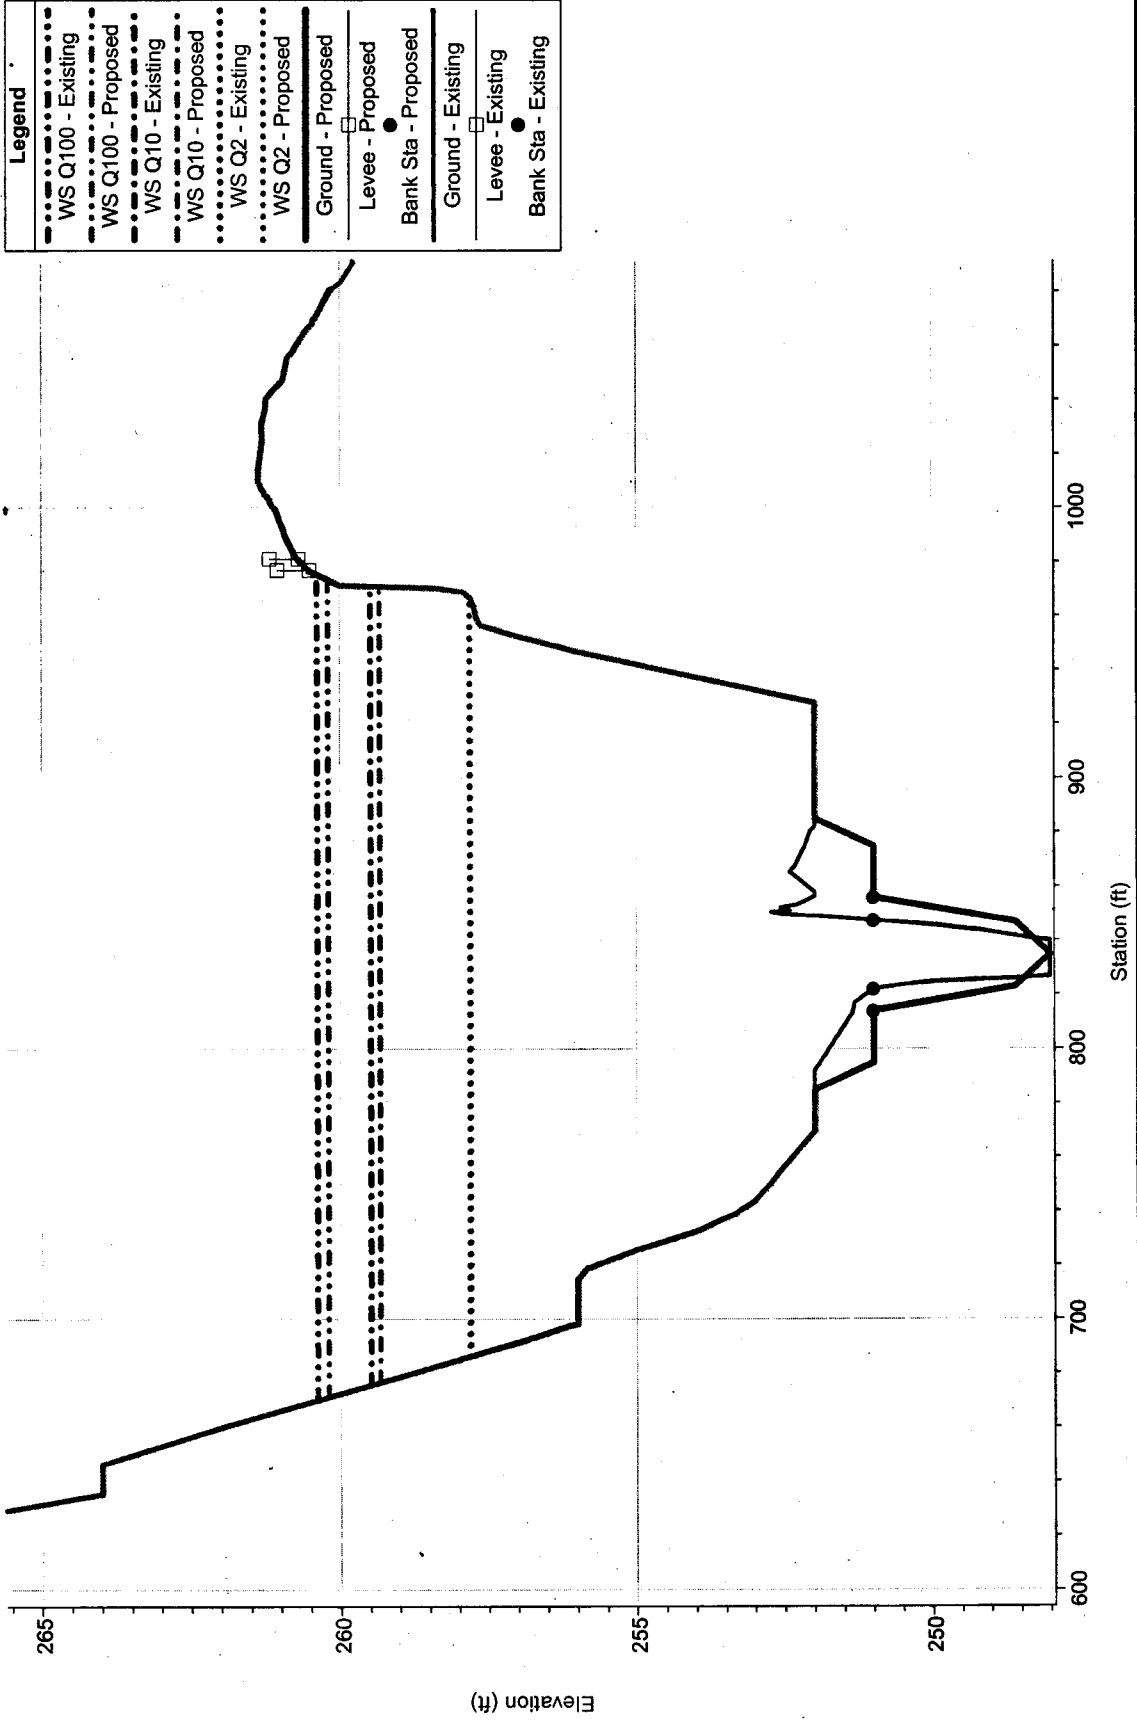 Legend
WS Q100 - Existing
WS Q100 - Proposed
WS Q10 - Existing
WS Q10 - Proposed
WS Q2 - Existing
WS Q2 - Proposed
Ground - Proposed
Levee - Proposed
Bank Sta - Proposed
Ground - Existing
Levee - Existing
Bank Sta - Existing
Elevation (ft)
265
260
255
250
600
700
800
900
1000
Station (ft)